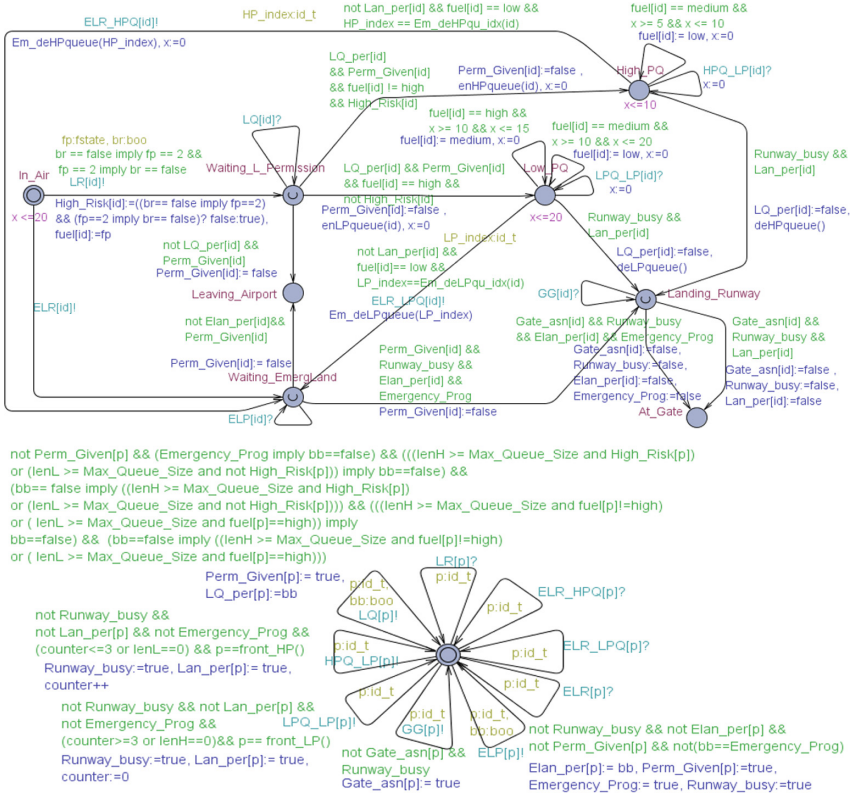 HP_index:id_t
not Lan_per[id] && fuel[id] == low &&
HP_index == Em_deHPqu_idx(id)
fuel[id] == medium &&
x >= 5 && x <= 10
fuel[id]:= low, x:=0
ELR_HPQ[id]!
Em_deHPqueue(HP_index), x:=0
LQ_per[id]
&& Perm_Given[id]
&& fuel[id] != high
&& High_Risk[id]
Perm_Given[id]:=false ,
enHPqueue(id), x:=0
High_PQ
HPQ_LP[id]?
x:=0
x<=10
fuel[id] == high &&
x >= 10 && x <= 15
fuel[id]:= medium, x:=0
fuel[id] == medium &&
x >= 10 && x <= 20
fuel[id]:= low, x:=0
LQ[id]?
fp:fstate, br:boo
br == false imply fp == 2 &&
fp == 2 imply br == false
In_Air
LR[id]!
Waiting_L_Permission
LQ_per[id] && Perm_Given[id]
&& fuel[id] == high &&
not High_Risk[id]
Low_PQ
LPQ_LP[id]?
x:=0
Runway_busy &&
Lan_per[id]
x <=20
High_Risk[id]:=((br== false imply fp==2)
&& (fp==2 imply br== false)? false:true),
fuel[id]:=fp
Perm_Given[id]:=false ,
enLPqueue(id), x:=0
x<=20
LQ_per[id]:=false,
deHPqueue()
Runway_busy &&
Lan_per[id]
LP_index:id_t
not LQ_per[id] &&
Perm_Given[id]
Perm_Given[id]:= false
not Lan_per[id] &&
fuel[id]== low &&
LP_index==Em_deLPqu_idx(id)
LQ_per[id]:=false,
deLPqueue()
Leaving_Airport
ELR_LPQ[id]!
Em_deLPqueue(LP_index)
GG[id]?
Landing_Runway
ELR[id]!
not Elan_per[id]&&
Perm_Given[id]
Perm_Given[id]:= false
Gate_asn[id] && Runway_busy
&& Elan_per[id] && Emergency_Prog
Gate_asn[id]:=false,
Runway_busy:=false,
Elan_per[id]:=false,
Emergency_Prog:=false
Gate_asn[id] &&
Runway_busy &&
Lan_per[id]
Gate_asn[id]:=false ,
Runway_busy:=false,
Lan_per[id]:=false
Waiting_EmergLand
Perm_Given[id] &&
Runway_busy &&
Elan_per[id] &&
Emergency_Prog
Perm_Given[id]:=false
ELP[id]?
At_Gate
not Perm_Given[p] && (Emergency_Prog imply bb==false) && (((lenH >= Max_Queue_Size and High_Risk[p])
or (lenL >= Max_Queue_Size and not High_Risk[p])) imply bb==false) &&
(bb== false imply ((lenH >= Max_Queue_Size and High_Risk[p])
or (lenL >= Max_Queue_Size and not High_Risk[p]))) && (((lenH >= Max_Queue_Size and fuel[p]!=high)
or ( lenL >= Max_Queue_Size and fuel[p]==high)) imply
bb==false) && (bb==false imply ((lenH >= Max_Queue_Size and fuel[p]!=high)
or ( lenL >= Max_Queue_Size and fuel[p]==high)))
Perm_Given[p]:= true,
LQ_per[p]:=bb
LR[p]?
p:id_t
p:id_t,
bb:boo
LQ[p]!
p:id_t
ELR_HPQ[p]?
not Runway_busy &&
not Lan_per[p] && not Emergency_Prog &&
(counter<=3 or lenL==0) && p==front_HP()
Runway_busy:=true, Lan_per[p]:= true,
counter++
p:id_t
HPQ_LP[p]!
p:id_t
ELR_LPQ[p]?
p:id_t
ELR[p]?
not Runway_busy && not Lan_per[p] &&
not Emergency_Prog &&
(counter>=3 or lenH==0)&& p== front_LP()
Runway_busy:=true, Lan_per[p]:= true,
counter:=0
p:id_t
LPQ_LP[p]!
p:id_t
GG[p]!
p:id_t,
bb:boo
ELP[p]!
not Gate_asn[p] &&
Runway_busy
Gate_asn[p]:= true
not Runway_busy && not Elan_per[p] &&
not Perm_Given[p] && not(bb==Emergency_Prog)
Elan_per[p]:= bb, Perm_Given[p]:=true,
Emergency_Prog:= true, Runway_busy:=true